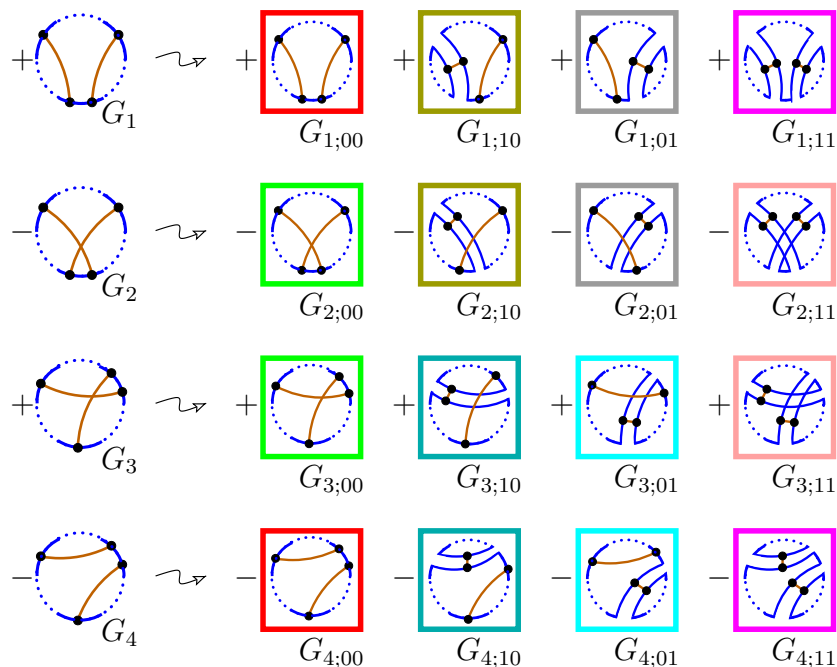 + + + + +
G₁ G₁;₀₀ G₁;₁₀ G₁;₀₁ G₁;₁₁
− − − − −
G₂ G₂;₀₀ G₂;₁₀ G₂;₀₁ G₂;₁₁
+ + + + +
G₃ G₃;₀₀ G₃;₁₀ G₃;₀₁ G₃;₁₁
− − − − −
G₄ G₄;₀₀ G₄;₁₀ G₄;₀₁ G₄;₁₁